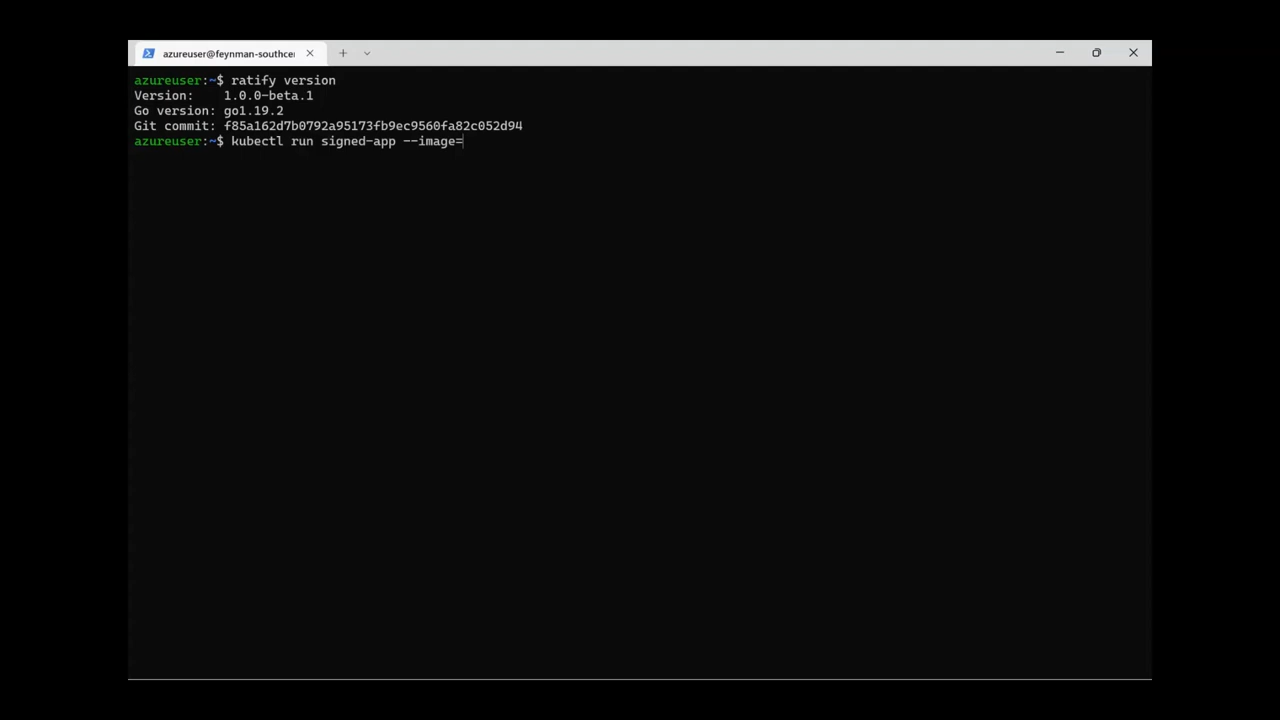 azureuser@feynman-southcer
azureuser:~$ ratify version
Version:    1.0.0-beta.1
Go version: go1.19.2
Git commit: f85a162d7b0792a95173fb9ec9560fa82c052d94
azureuser:~$ kubectl run signed-app --image=